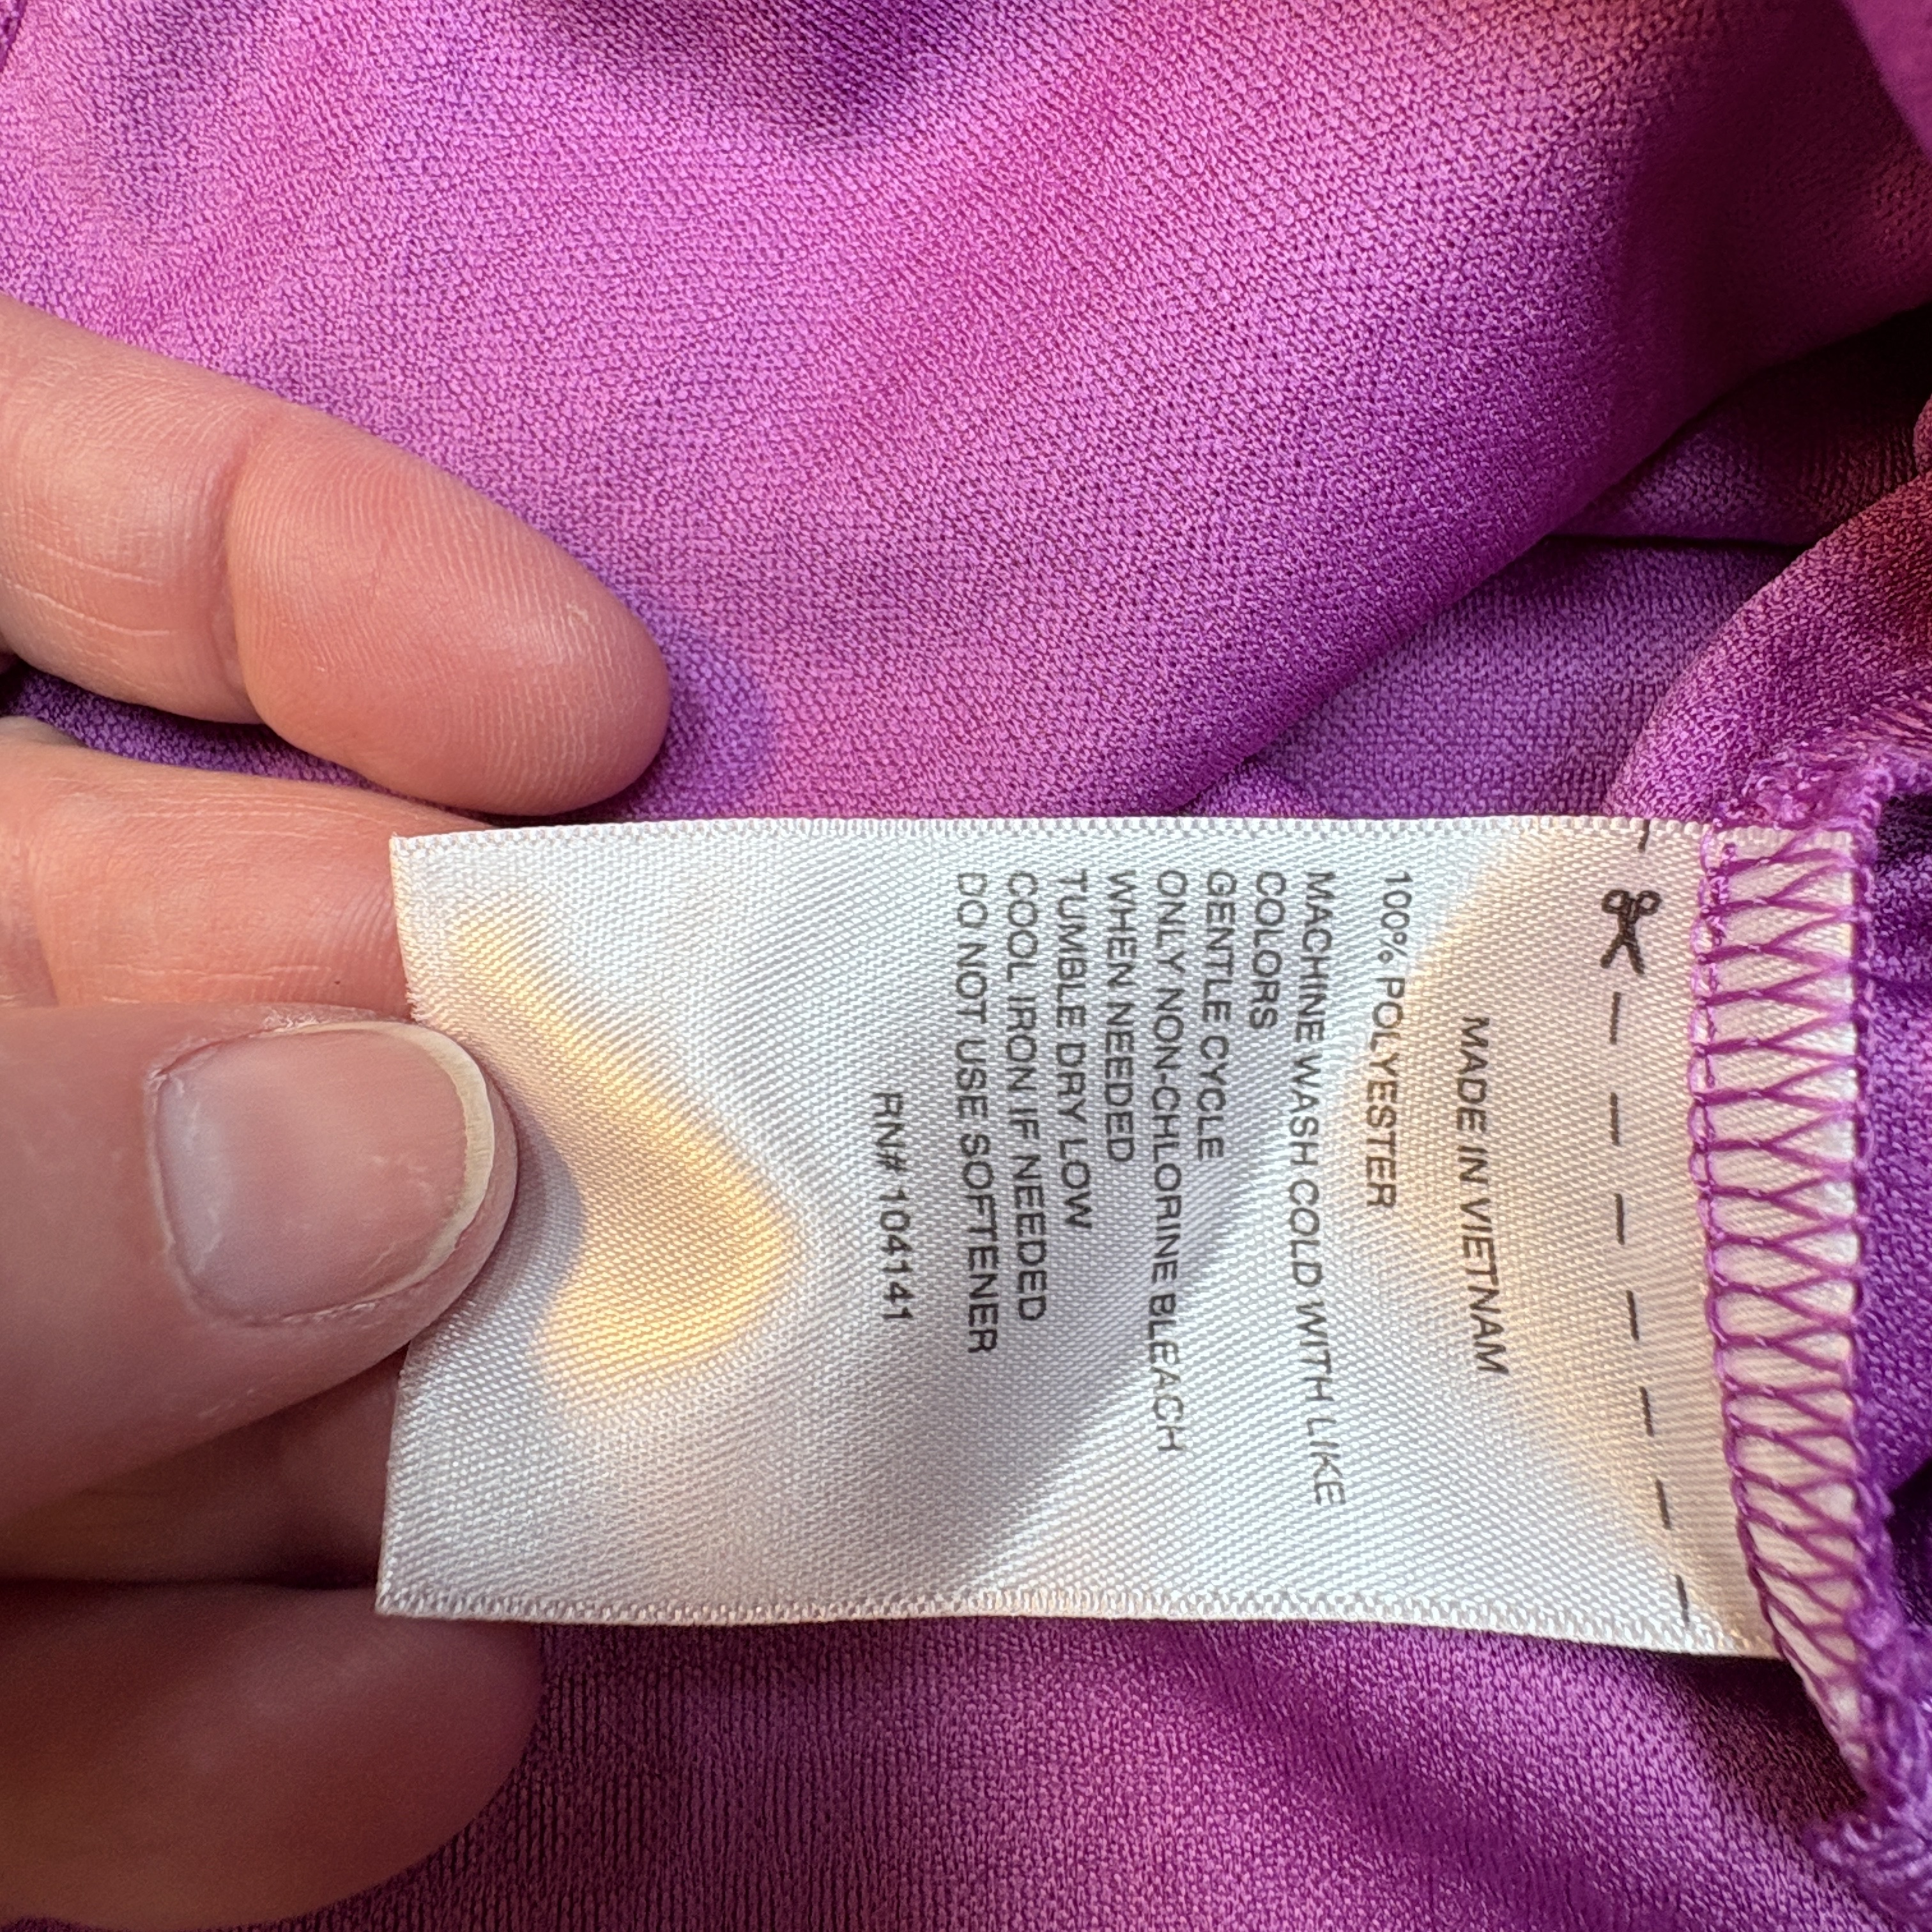 MADE IN VIETNAM
100% POLYESTER
MACHINE WASH COLD WITH LIKE
COLORS
GENTLE CYCLE
ONLY NON-CHLORINE BLEACH
WHEN NEEDED
TUMBLE DRY LOW
COOL IRON IF NEEDED
DO NOT USE SOFTENER
RN# 104141